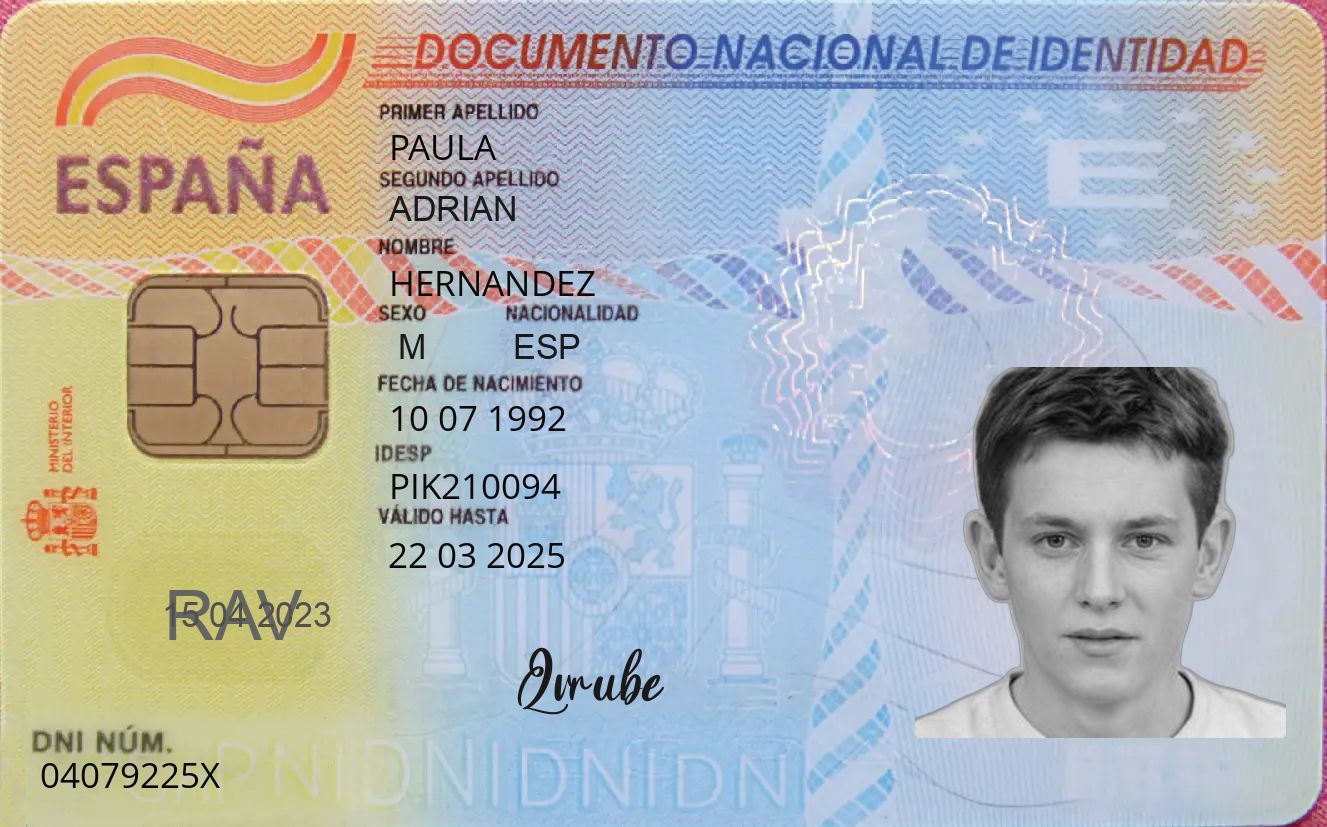 DOCUMENTO NACIONAL DE IDENTIDAD
ESPAÑA
PRIMER APELLIDO
PAULA
SEGUNDO APELLIDO
ADRIAN
NOMBRE
HERNANDEZ
SEXO NACIONALIDAD
M ESP
FECHA DE NACIMIENTO
10 07 1992
IDESP
PIK210094
VÁLIDO HASTA
22 03 2025
MINISTERIO
DEL INTERIOR
E
RAV
15 04 2023
Qvrube
DNI NÚM.
04079225X
DNIDNIDNIDNI